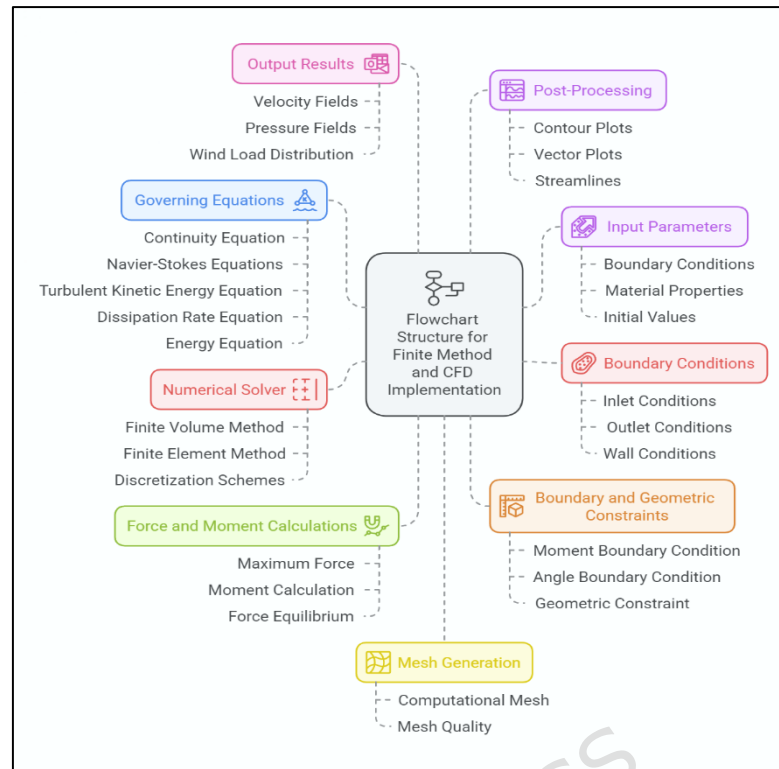 Output Results
Velocity Fields
Pressure Fields
Wind Load Distribution
Governing Equations
Continuity Equation
Navier-Stokes Equations
Turbulent Kinetic Energy Equation
Dissipation Rate Equation
Energy Equation
Numerical Solver
Finite Volume Method
Finite Element Method
Discretization Schemes
Force and Moment Calculations
Maximum Force
Moment Calculation
Force Equilibrium
Flowchart
Structure for
Finite Method
and CFD
Implementation
Post-Processing
Contour Plots
Vector Plots
Streamlines
Input Parameters
Boundary Conditions
Material Properties
Initial Values
Boundary Conditions
Inlet Conditions
Outlet Conditions
Wall Conditions
Boundary and Geometric
Constraints
Moment Boundary Condition
Angle Boundary Condition
Geometric Constraint
Mesh Generation
Computational Mesh
Mesh Quality